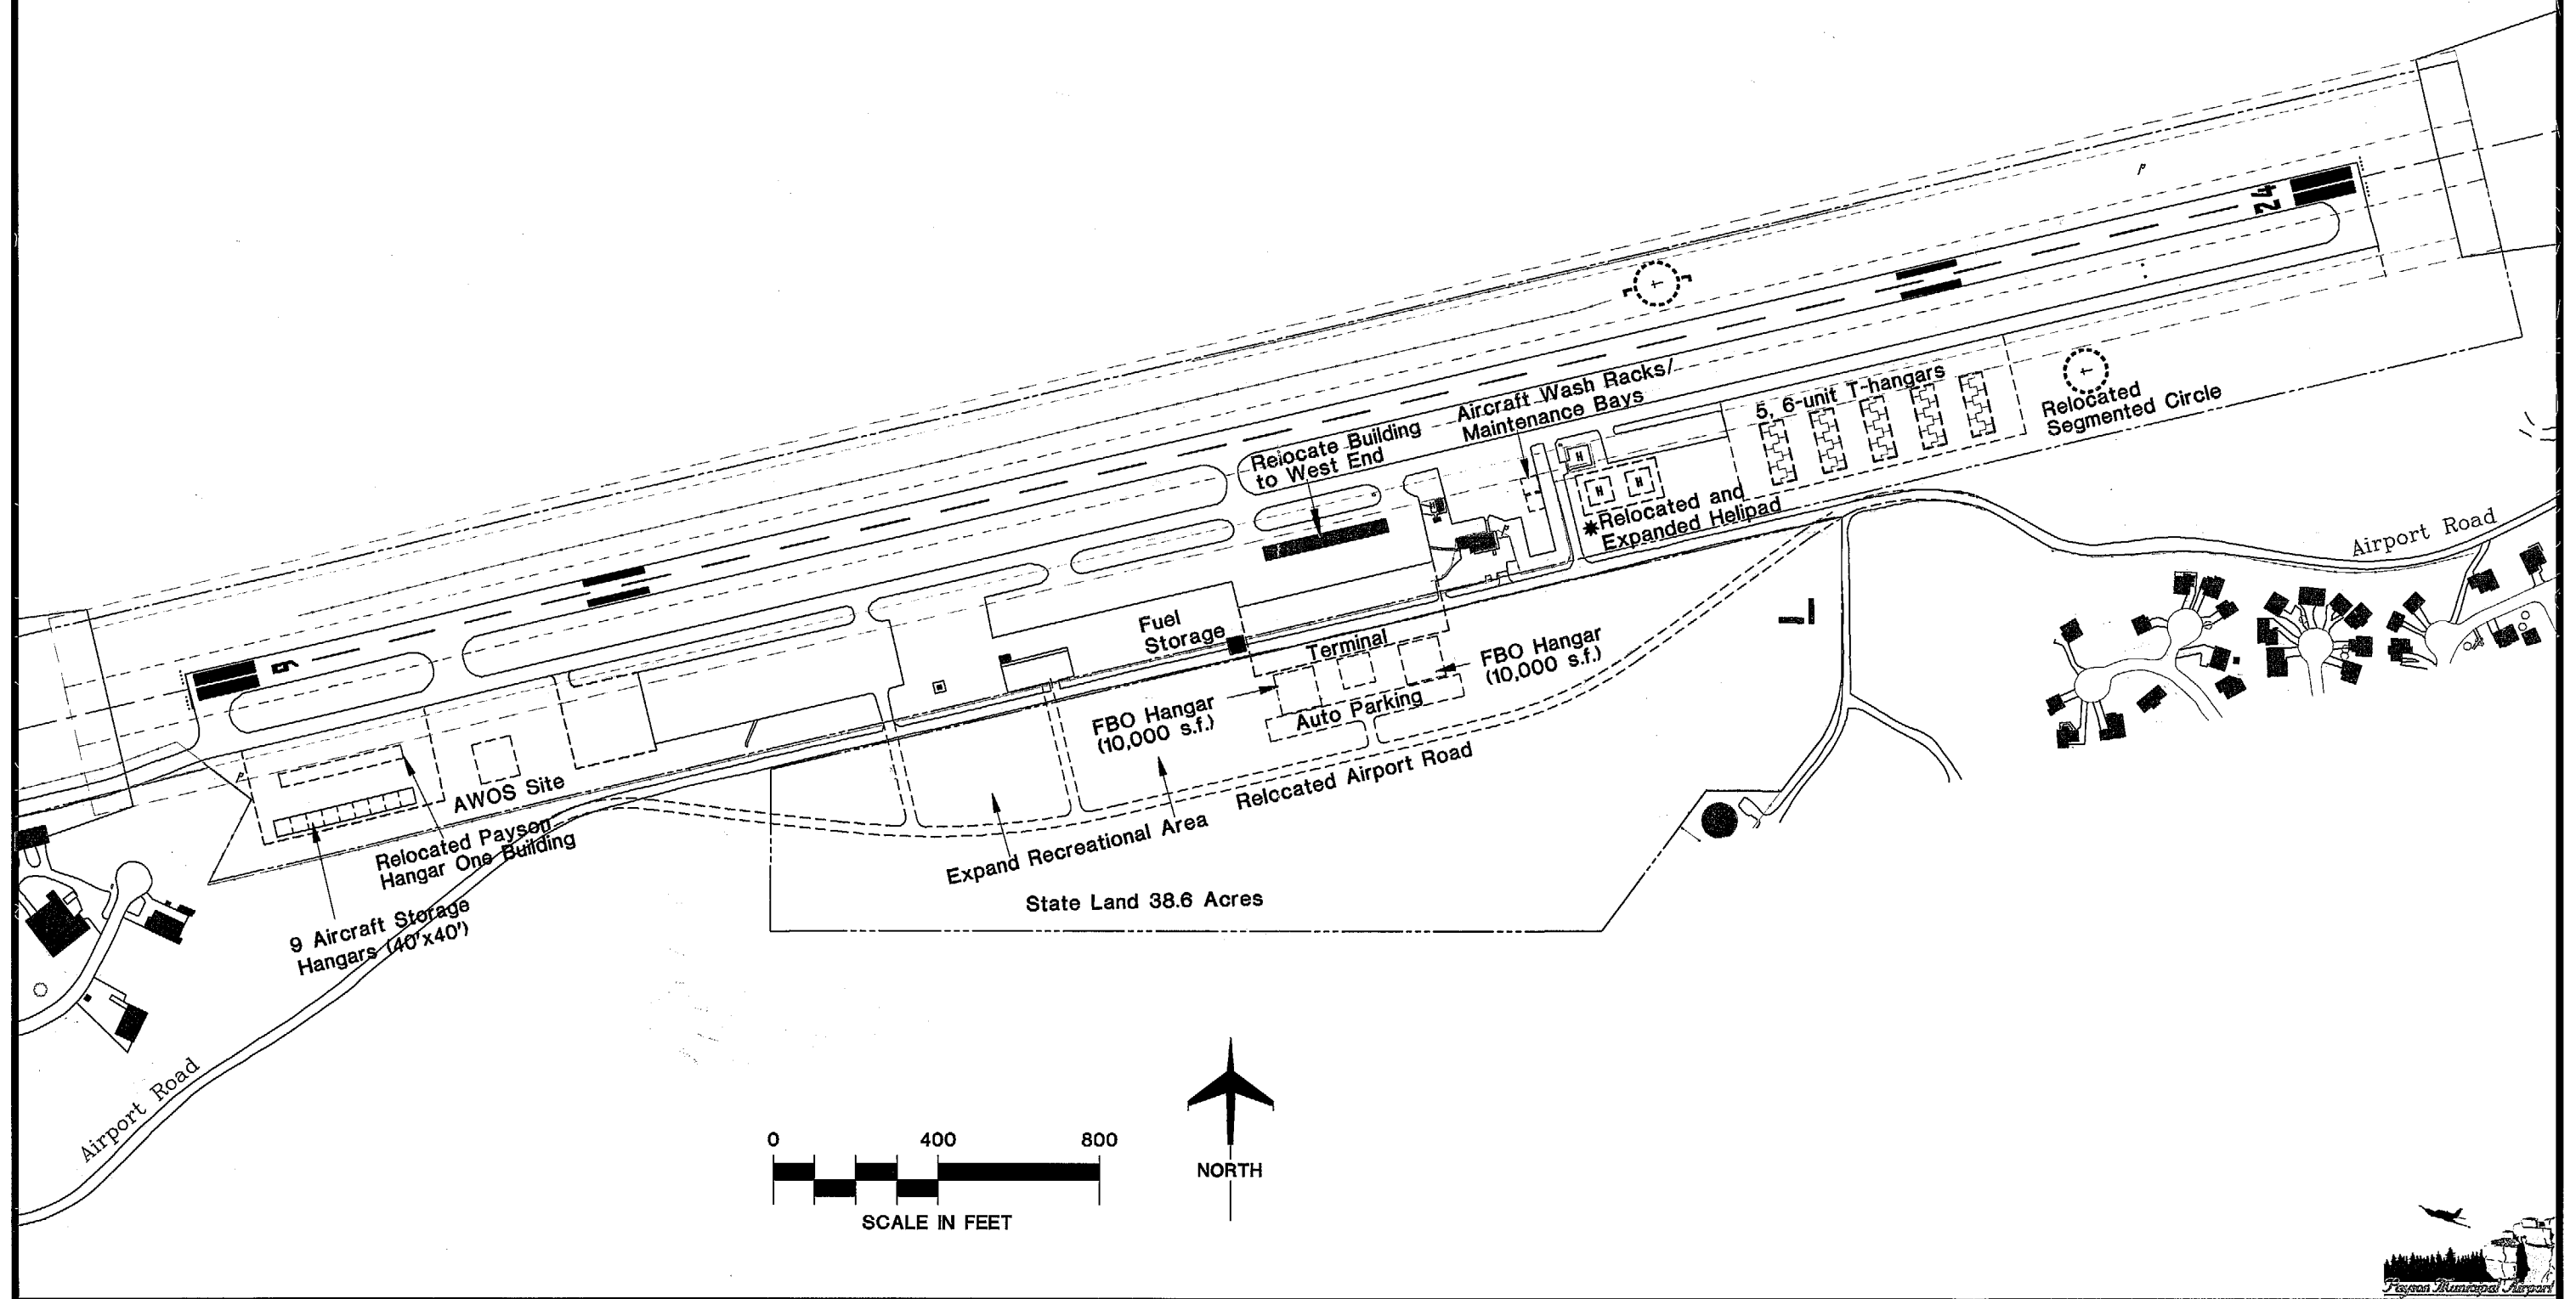 24
Aircraft Wash Racks/
Maintenance Bays
5, 6-unit T-hangars
Relocated
Segmented Circle
Relocate Building
to West End
H
H
H
*Relocated and
Expanded Helipad
Airport Road
Fuel
Storage
Terminal
FBO Hangar
(10,000 s.f.)
6
FBO Hangar
(10,000 s.f.)
Auto Parking
Relocated Airport Road
AWOS Site
Expand Recreational Area
Relocated Payson
Hangar One Building
State Land 38.6 Acres
9 Aircraft Storage
Hangars (40'x40')
Airport Road
0 400 800
SCALE IN FEET
NORTH
Payson Municipal Airport